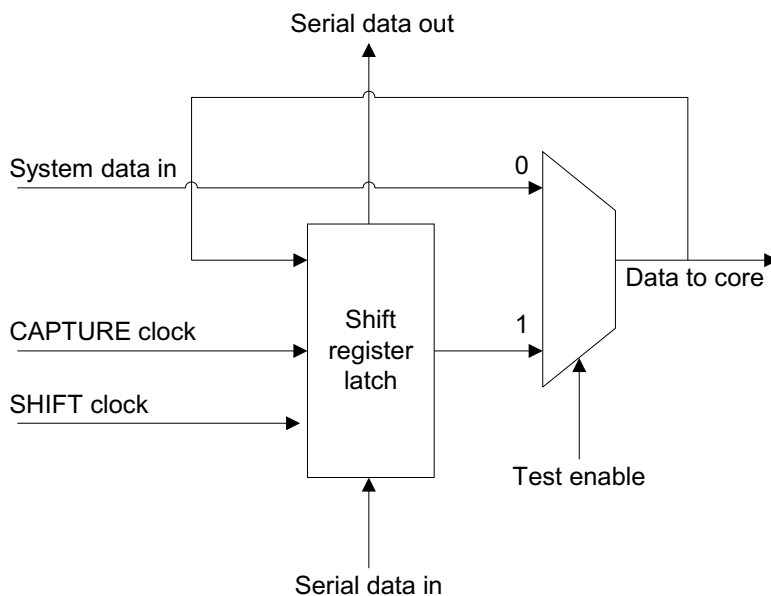 Serial data out
System data in
0
CAPTURE clock
SHIFT clock
Shift
register
latch
1
Data to core
Test enable
Serial data in